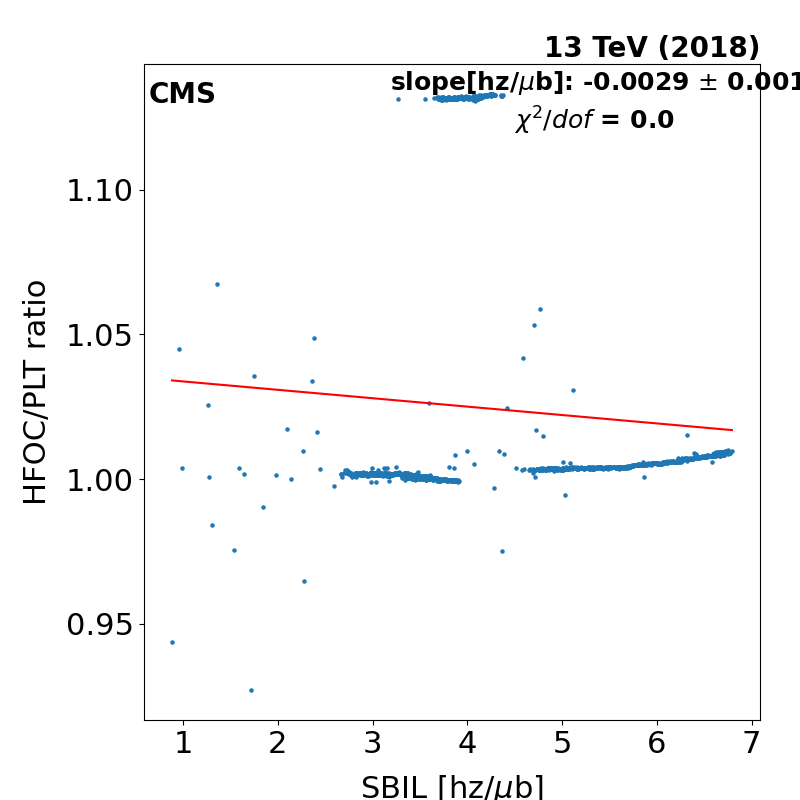 13 TeV (2018)
CMS
slope[hz/μb]: -0.0029 ± 0.001
χ²/dof = 0.0
HFOC/PLT ratio
1.10
1.05
1.00
0.95
1 2 3 4 5 6 7
SBIL [hz/μb]